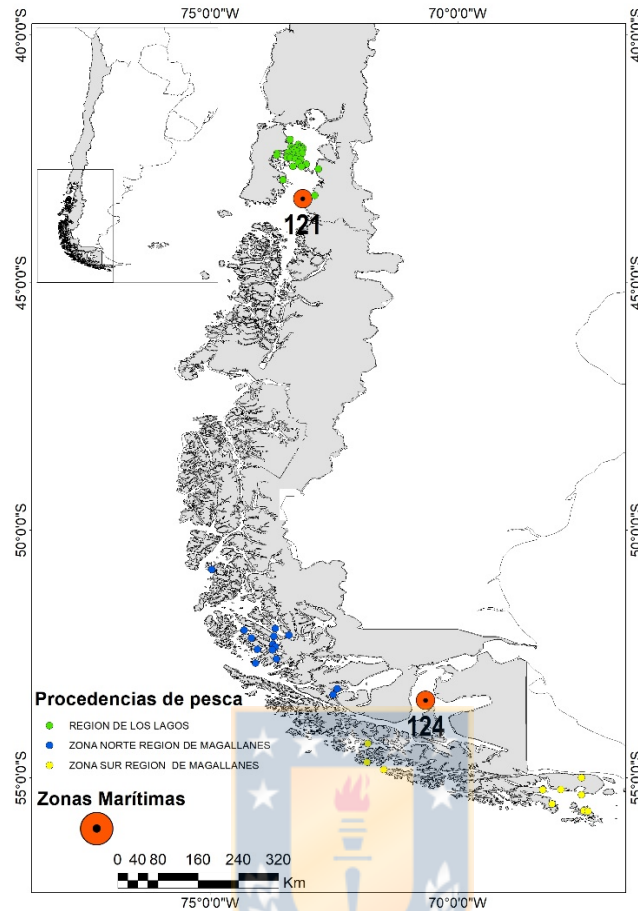 75°0'0"W 70°0'0"W
40°0'0"S 40°0'0"S
121
45°0'0"S 45°0'0"S
50°0'0"S 50°0'0"S
Procedencias de pesca
REGION DE LOS LAGOS
ZONA NORTE REGION DE MAGALLANES
ZONA SUR REGION DE MAGALLANES
124
55°0'0"S 55°0'0"S
Zonas Marítimas
0 40 80 160 240 320
Km
75°0'0"W 70°0'0"W